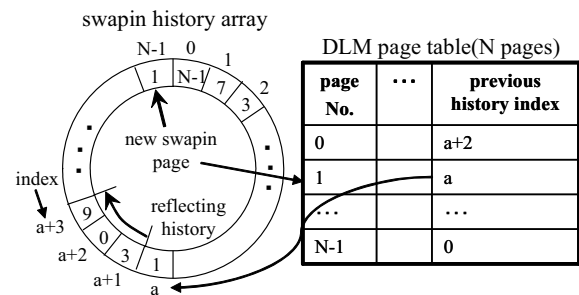 swapin history array
N-1 0 1 2
1 N-1 7 3
new swapin
page
index
reflecting
history
9 0 3 1
a+3
a+2
a+1
a
DLM page table(N pages)
page No. ··· previous history index
0 a+2
1 a
··· ···
N-1 0